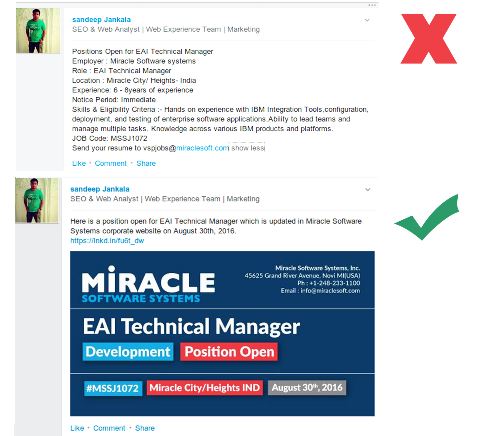 sandeep Jankala
SEO & Web Analyst | Web Experience Team | Marketing
Positions Open for EAI Technical Manager
Employer : Miracle Software systems
Role : EAI Technical Manager
Location : Miracle City/ Heights- India
Experience: 6 - 8years of experience
Notice Period: Immediate
Skills & Eligibility Criteria :- Hands on experience with IBM Integration Tools,configuration,
deployment, and testing of enterprise software applications.Ability to lead teams and
manage multiple tasks. Knowledge across various IBM products and platforms.
JOB Code: MSSJ1072
Send your resume to vspjobs@miraclesoft.com show less
Like · Comment · Share
sandeep Jankala
SEO & Web Analyst | Web Experience Team | Marketing
Here is a position open for EAI Technical Manager which is updated in Miracle Software
Systems corporate website on August 30th, 2016.
https://lnkd.in/fu6t_dw
MIRACLE
SOFTWARE SYSTEMS
Miracle Software Systems, Inc.
45625 Grand River Avenue, Novi MI(USA)
Ph : +1-248-233-1100
Email : info@miraclesoft.com
EAI Technical Manager
Development Position Open
#MSSJ1072 Miracle City/Heights IND August 30th, 2016
Like · Comment · Share